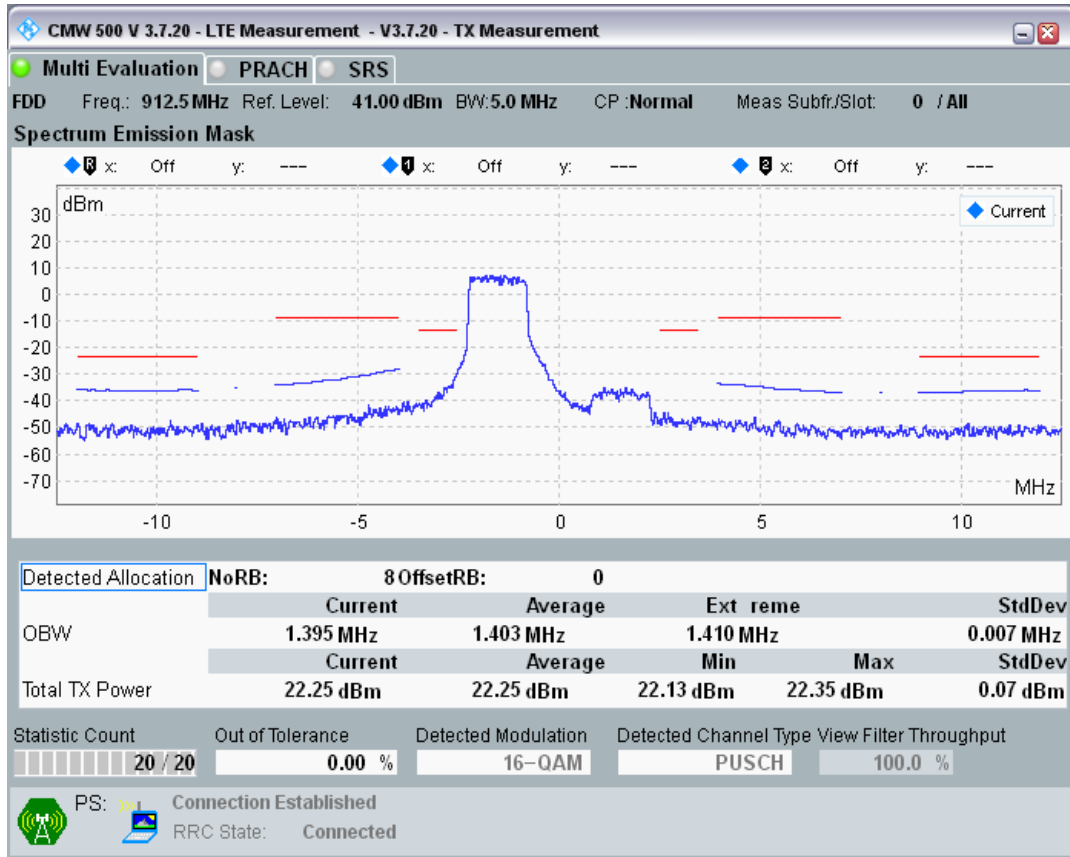 CMW 500 V 3.7.20 - LTE Measurement - V3.7.20 - TX Measurement
Multi Evaluation PRACH SRS
FDD Freq.: 912.5 MHz Ref. Level: 41.00 dBm BW: 5.0 MHz CP :Normal Meas Subfr./Slot: 0 / All
Spectrum Emission Mask
R x: Off y: --- 1 x: Off y: --- 2 x: Off y: ---
dBm
Current
30
20
10
0
-10
-20
-30
-40
-50
-60
-70
MHz
-10 -5 0 5 10
Detected Allocation NoRB: 8 OffsetRB: 0
Current Average Ext reme StdDev
OBW 1.395 MHz 1.403 MHz 1.410 MHz 0.007 MHz
Current Average Min Max StdDev
Total TX Power 22.25 dBm 22.25 dBm 22.13 dBm 22.35 dBm 0.07 dBm
Statistic Count Out of Tolerance Detected Modulation Detected Channel Type View Filter Throughput
20 / 20 0.00 % 16-QAM PUSCH 100.0 %
PS: Connection Established
RRC State: Connected